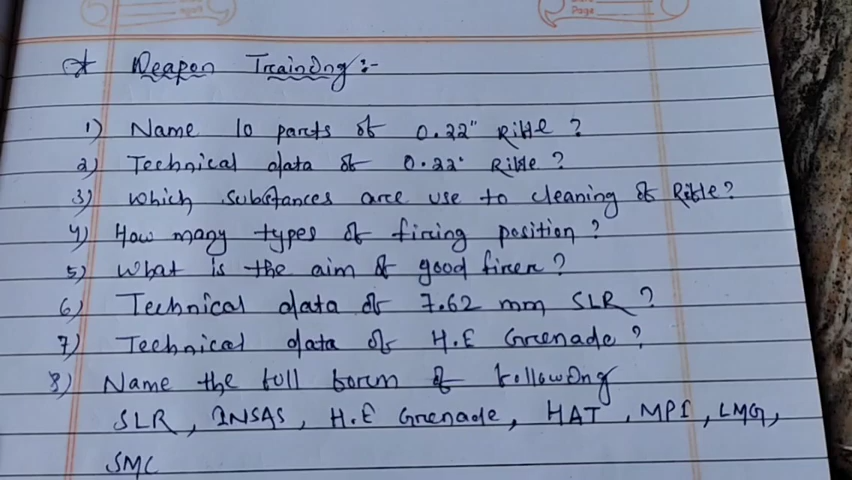 Page
* Weapon Training :-
1) Name 10 parts of 0.22" Rifle ?
2) Technical data of 0.22" Rifle ?
3) which substances are use to cleaning of Rifle?
4) How many types of firing position ?
5) What is the aim of good firer ?
6) Technical data of 7.62 mm SLR ?
7) Technical data of H.E Grenade ?
8) Name the full form of following
SLR, INSAS, H.E Grenade, HAT, MPI, LMG,
SMC